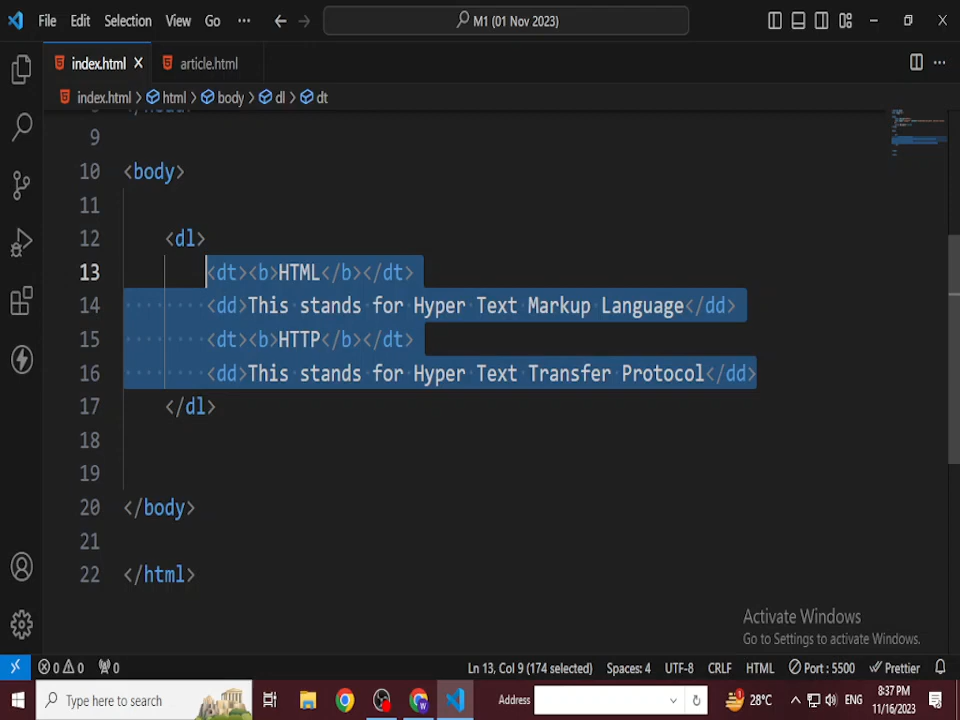 File Edit Selection View Go ··· M1 (01 Nov 2023)
index.html article.html
index.html > html > body > dl > dt
9
10 <body>
11
12 <dl>
13 <dt><b>HTML</b></dt>
14 <dd>This stands for Hyper Text Markup Language</dd>
15 <dt><b>HTTP</b></dt>
16 <dd>This stands for Hyper Text Transfer Protocol</dd>
17 </dl>
18
19
20 </body>
21
22 </html>
Activate Windows
Go to Settings to activate Windows.
0 0 0 Ln 13, Col 9 (174 selected) Spaces: 4 UTF-8 CRLF HTML Port : 5500 Prettier
Type here to search Address 1 28°C ENG 8:37 PM
11/16/2023